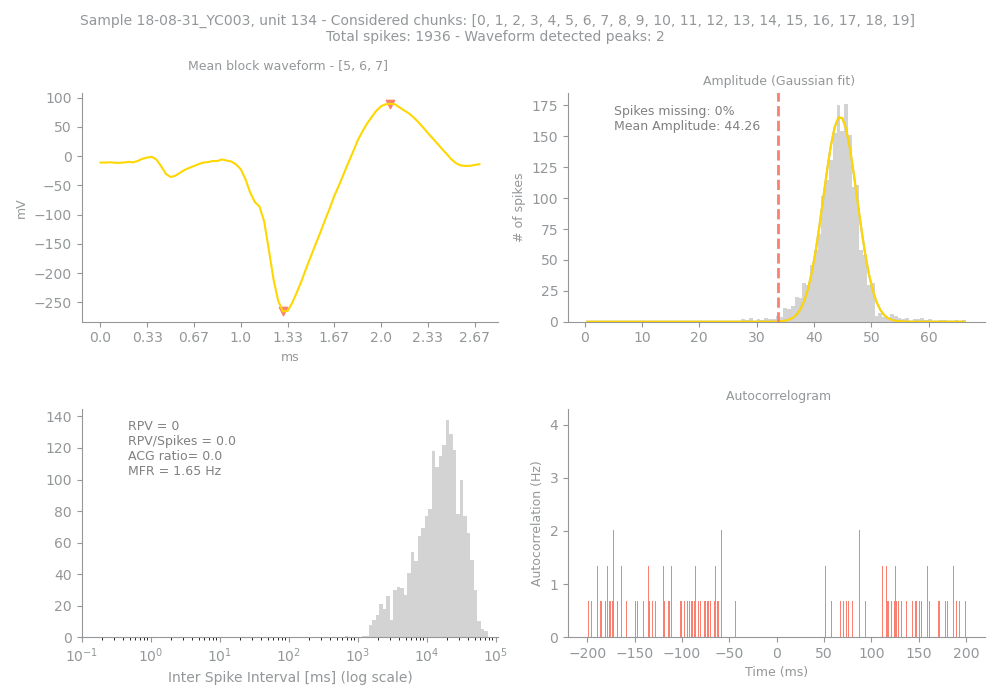 Sample 18-08-31_YC003, unit 134 - Considered chunks: [0, 1, 2, 3, 4, 5, 6, 7, 8, 9, 10, 11, 12, 13, 14, 15, 16, 17, 18, 19]
Total spikes: 1936 - Waveform detected peaks: 2
Mean block waveform - [5, 6, 7]
100
50
0
−50
−100
−150
−200
−250
mV
0.0 0.33 0.67 1.0 1.33 1.67 2.0 2.33 2.67
ms
Amplitude (Gaussian fit)
Spikes missing: 0%
Mean Amplitude: 44.26
175
150
125
100
75
50
25
0
# of spikes
0 10 20 30 40 50 60
RPV = 0
RPV/Spikes = 0.0
ACG ratio= 0.0
MFR = 1.65 Hz
140
120
100
80
60
40
20
0
10⁻¹ 10⁰ 10¹ 10² 10³ 10⁴ 10⁵
Inter Spike Interval [ms] (log scale)
Autocorrelogram
4
3
2
1
0
Autocorrelation (Hz)
−200 −150 −100 −50 0 50 100 150 200
Time (ms)